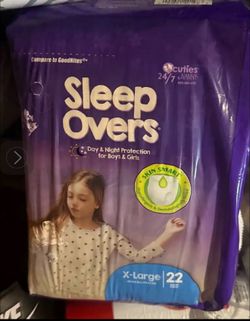 Compare to GoodNites®*
cuties
24/7
Sleep
Overs
Day & Night Protection
for Boys & Girls
SKIN SMART
X-Large
22